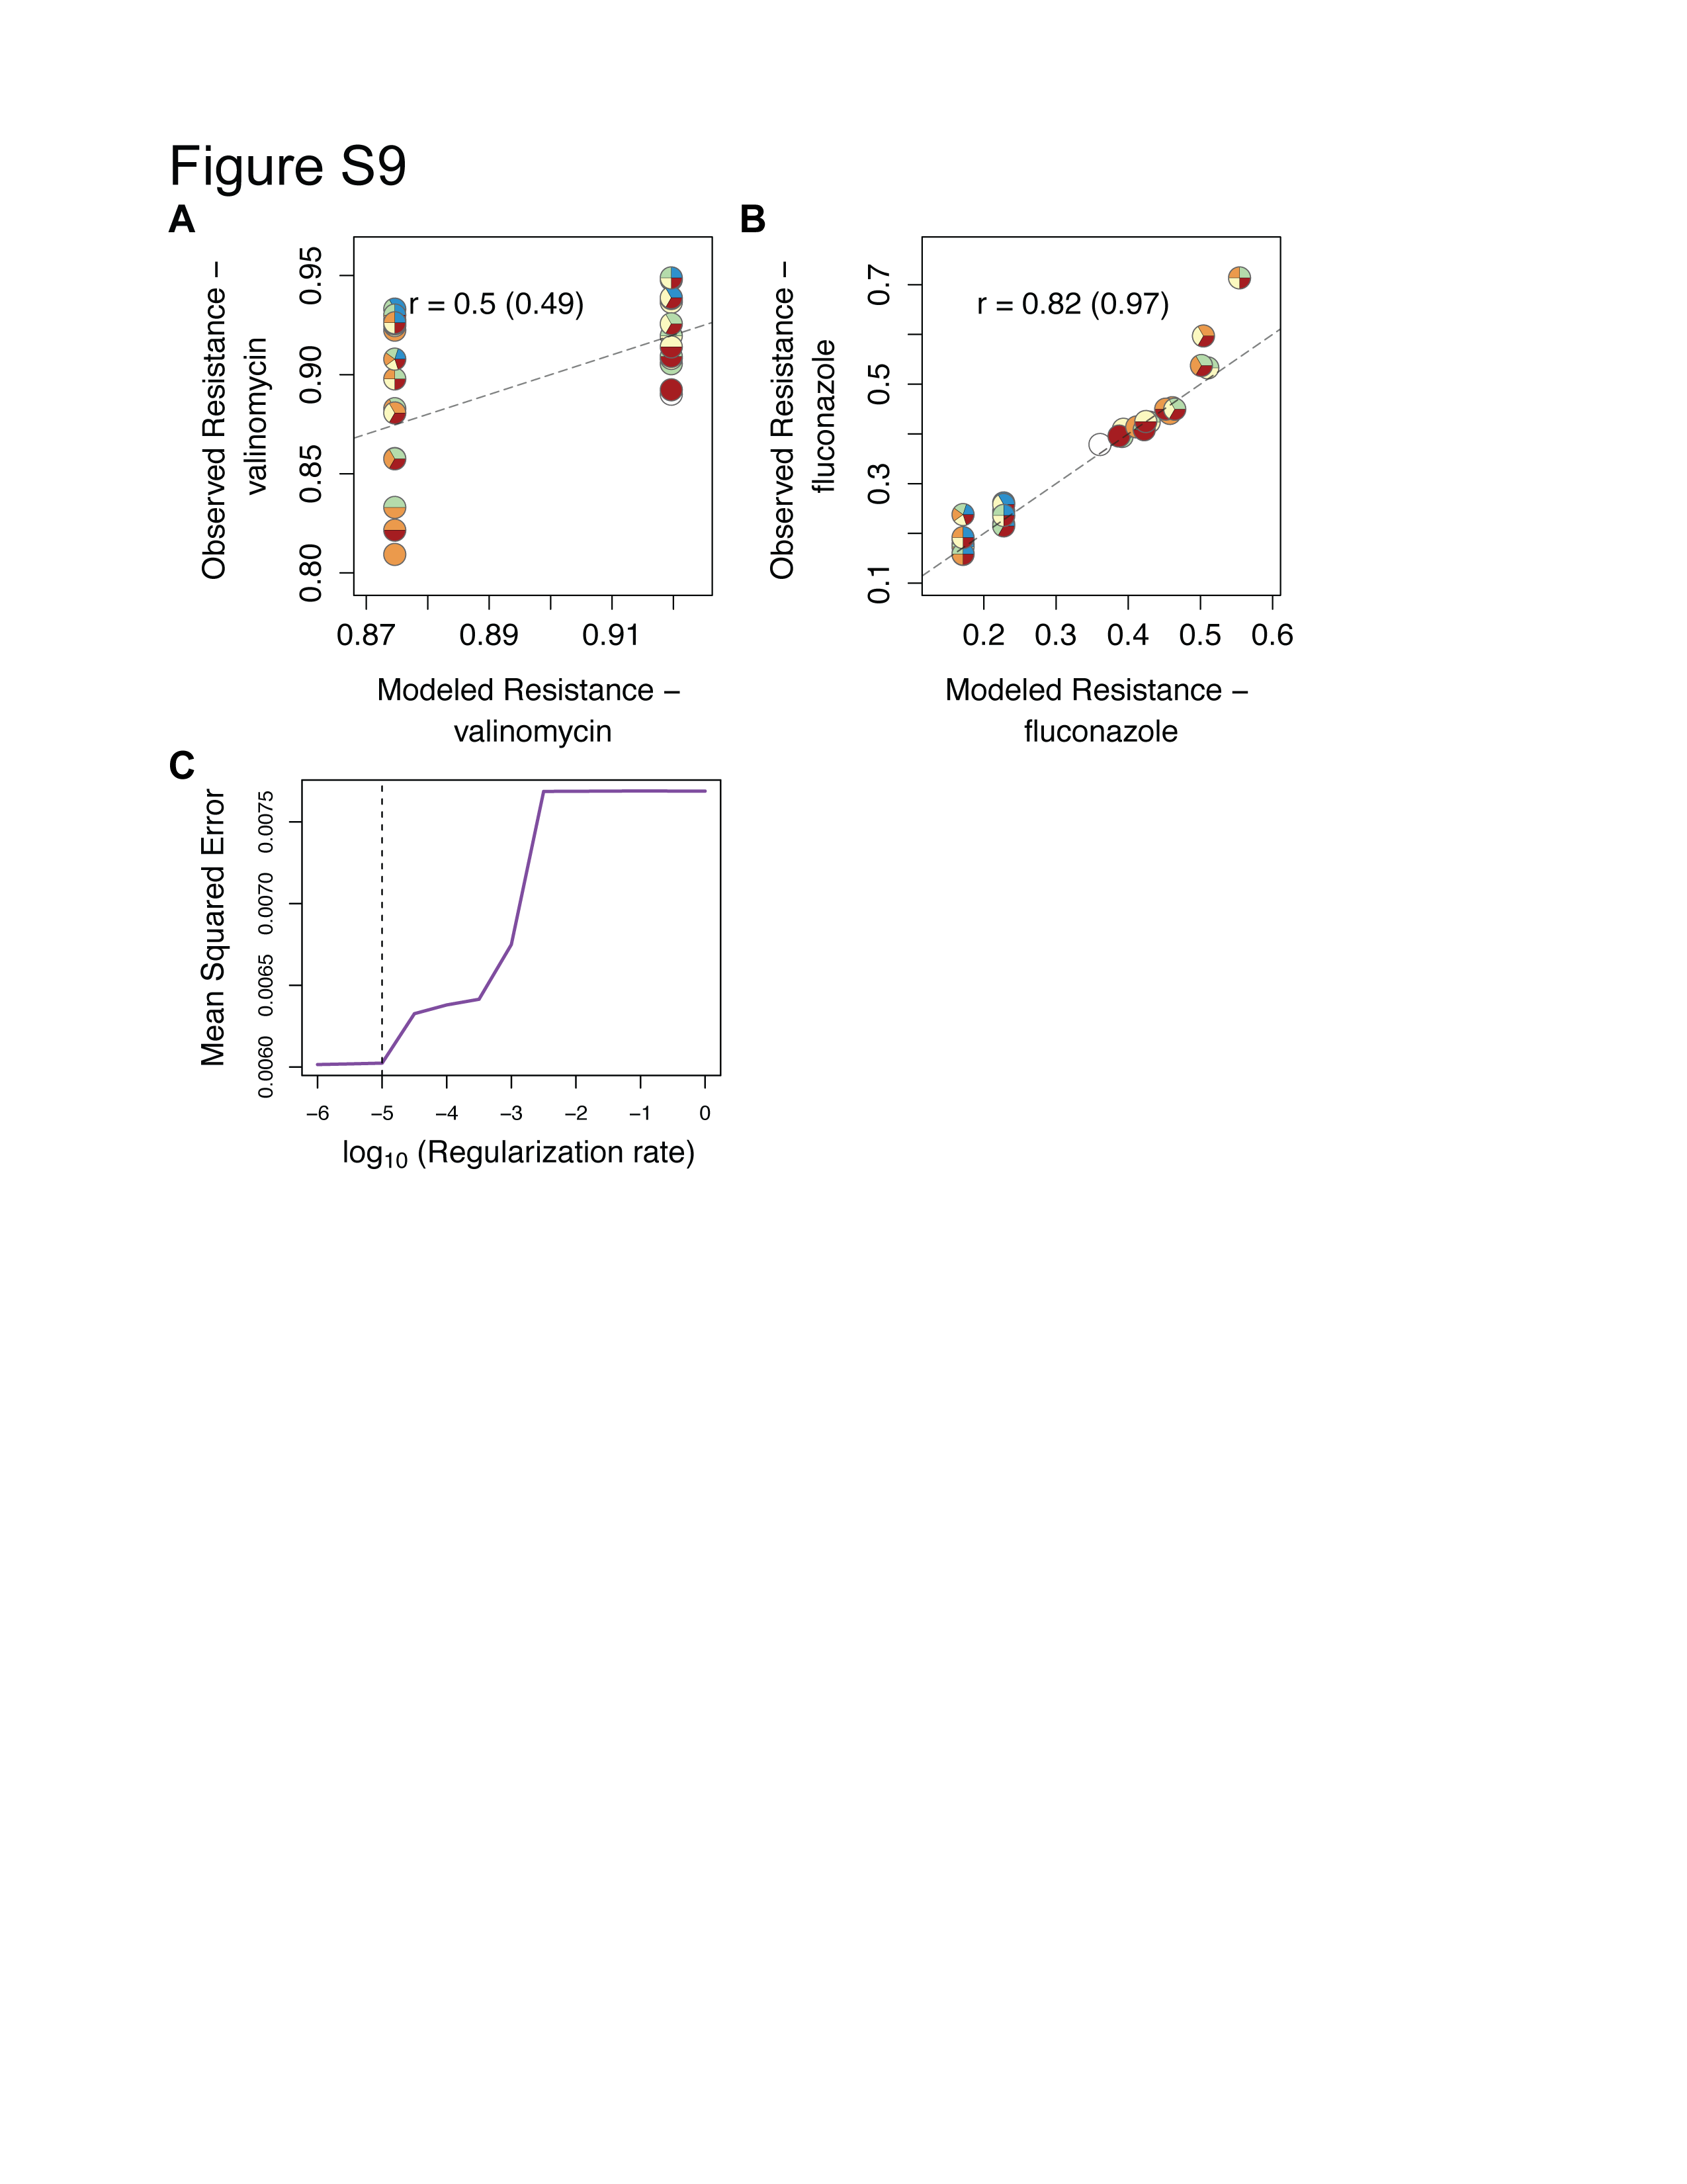 Figure S9
A
Observed Resistance –
valinomycin
0.95
0.90
0.85
0.80
r = 0.5 (0.49)
0.87
0.89
0.91
Modeled Resistance –
valinomycin
B
Observed Resistance –
fluconazole
0.7
0.5
0.3
0.1
r = 0.82 (0.97)
0.2
0.3
0.4
0.5
0.6
Modeled Resistance –
fluconazole
C
Mean Squared Error
0.0075
0.0070
0.0065
0.0060
−6
−5
−4
−3
−2
−1
0
log10 (Regularization rate)